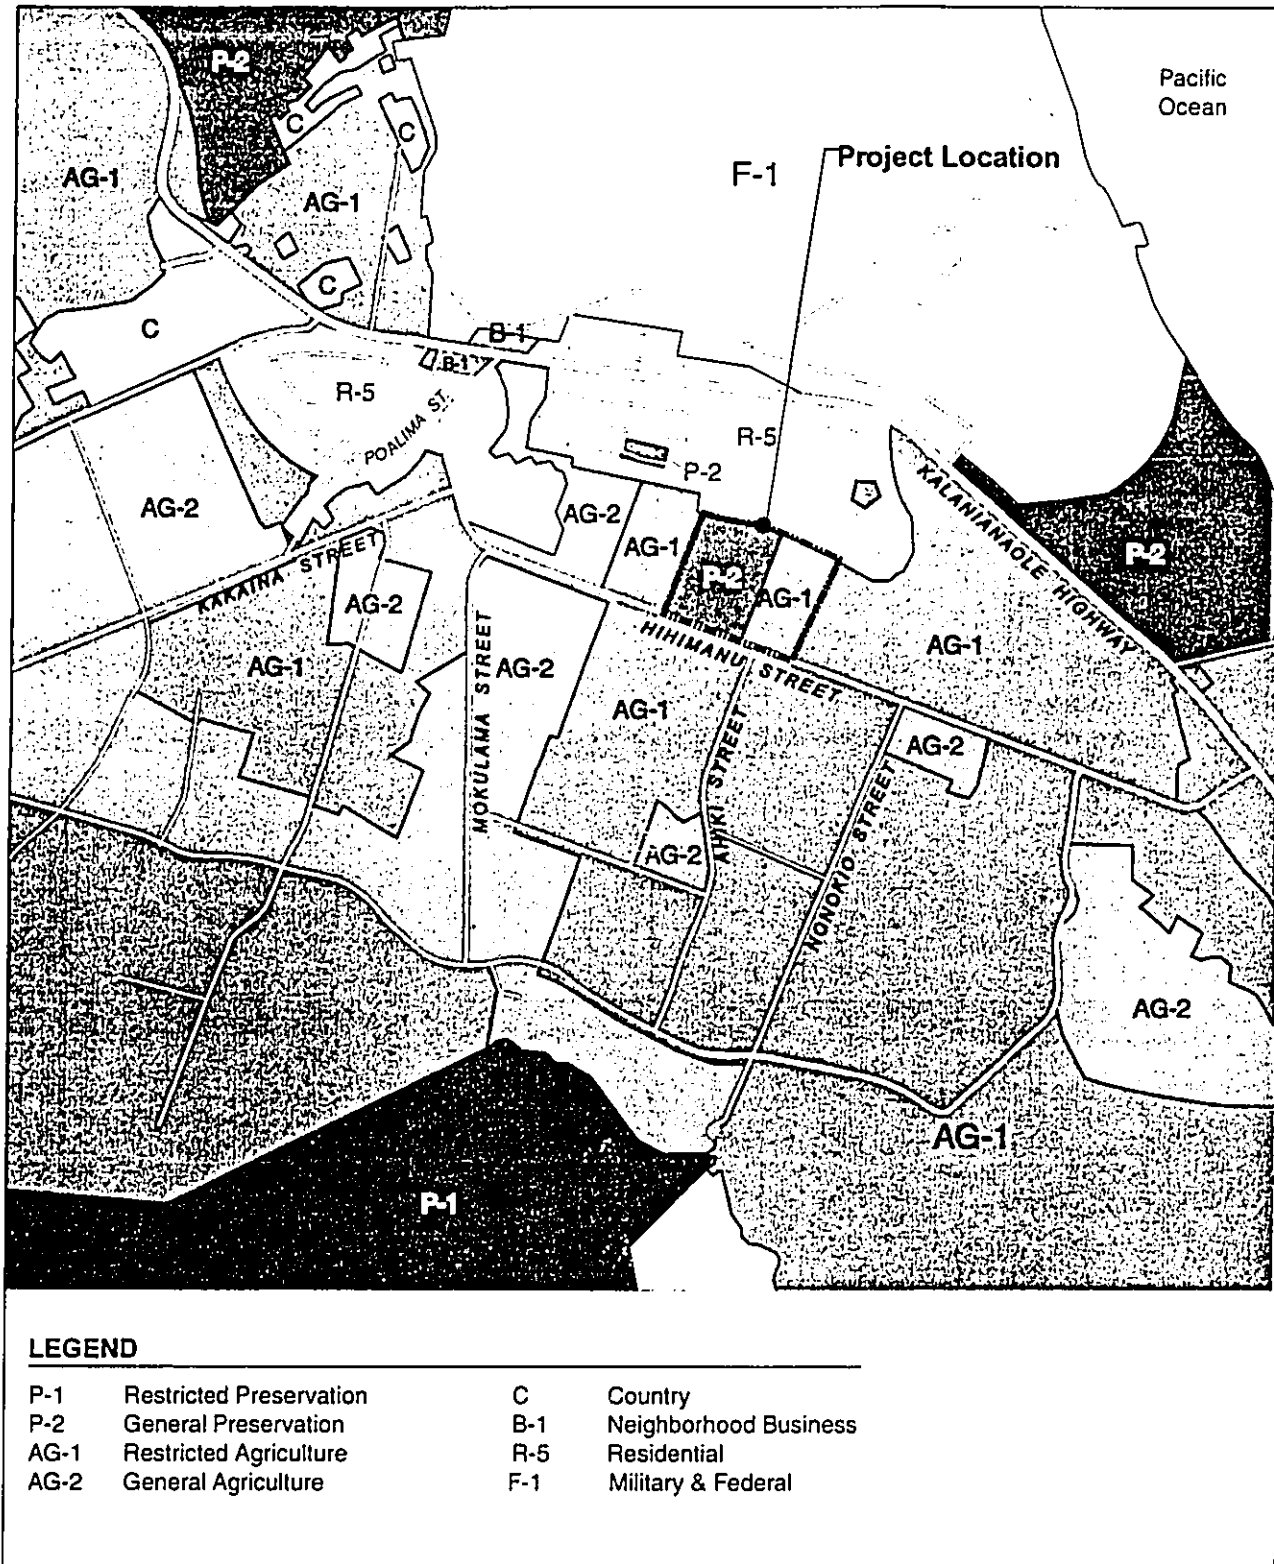 P-2
Pacific
Ocean
C
C
Project Location
F-1
AG-1
AG-1
C
C
B-1
B-1
R-5
POALIMA ST.
R-5
P-2
KALANIANAOLE HIGHWAY
AG-2
AG-2
AG-1
P-2
P-2
KAKAINA STREET
AG-2
AG-1
HIHIMANU STREET
AG-1
AG-1
MOKULAMA STREET
AG-2
AG-1
AHIKI STREET
AG-2
NONOKIO STREET
AG-2
AG-2
AG-1
P-1
LEGEND
P-1 Restricted Preservation
P-2 General Preservation
AG-1 Restricted Agriculture
AG-2 General Agriculture
C Country
B-1 Neighborhood Business
R-5 Residential
F-1 Military & Federal